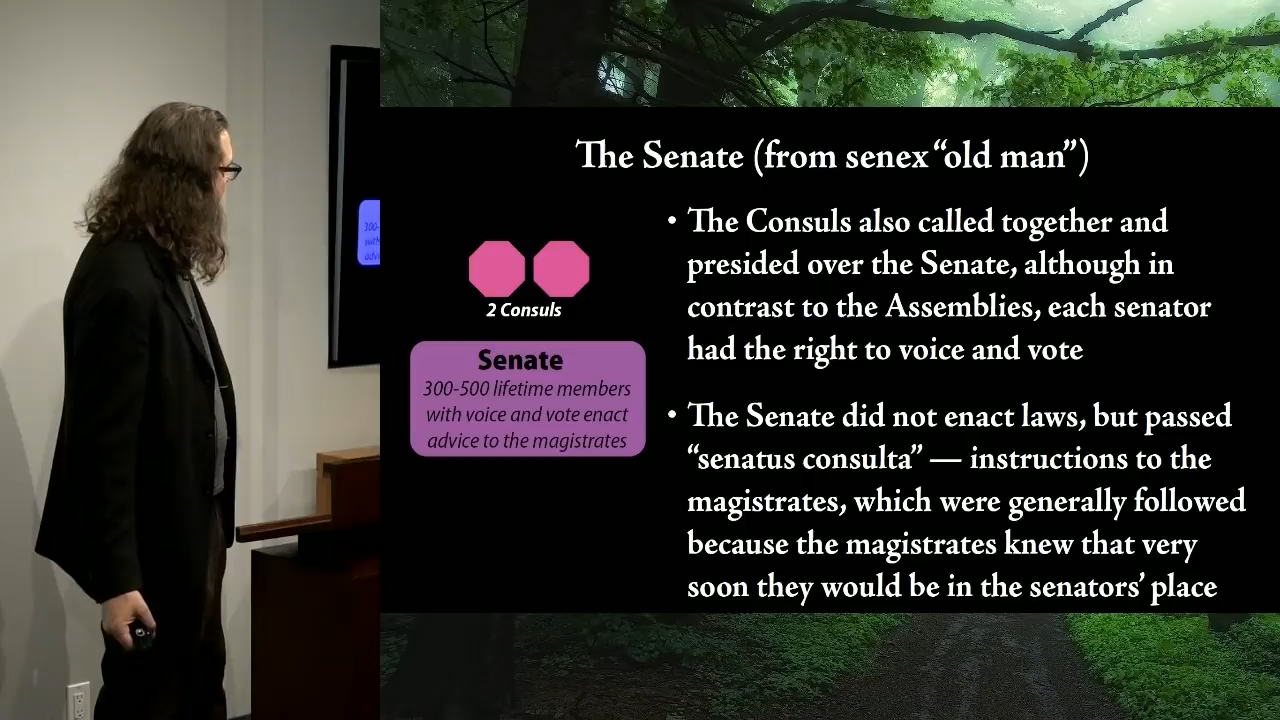 The Senate (from senex “old man”)
2 Consuls
Senate
300-500 lifetime members
with voice and vote enact
advice to the magistrates
• The Consuls also called together and
presided over the Senate, although in
contrast to the Assemblies, each senator
had the right to voice and vote
• The Senate did not enact laws, but passed
“senatus consulta” — instructions to the
magistrates, which were generally followed
because the magistrates knew that very
soon they would be in the senators’ place
300-
with
advi